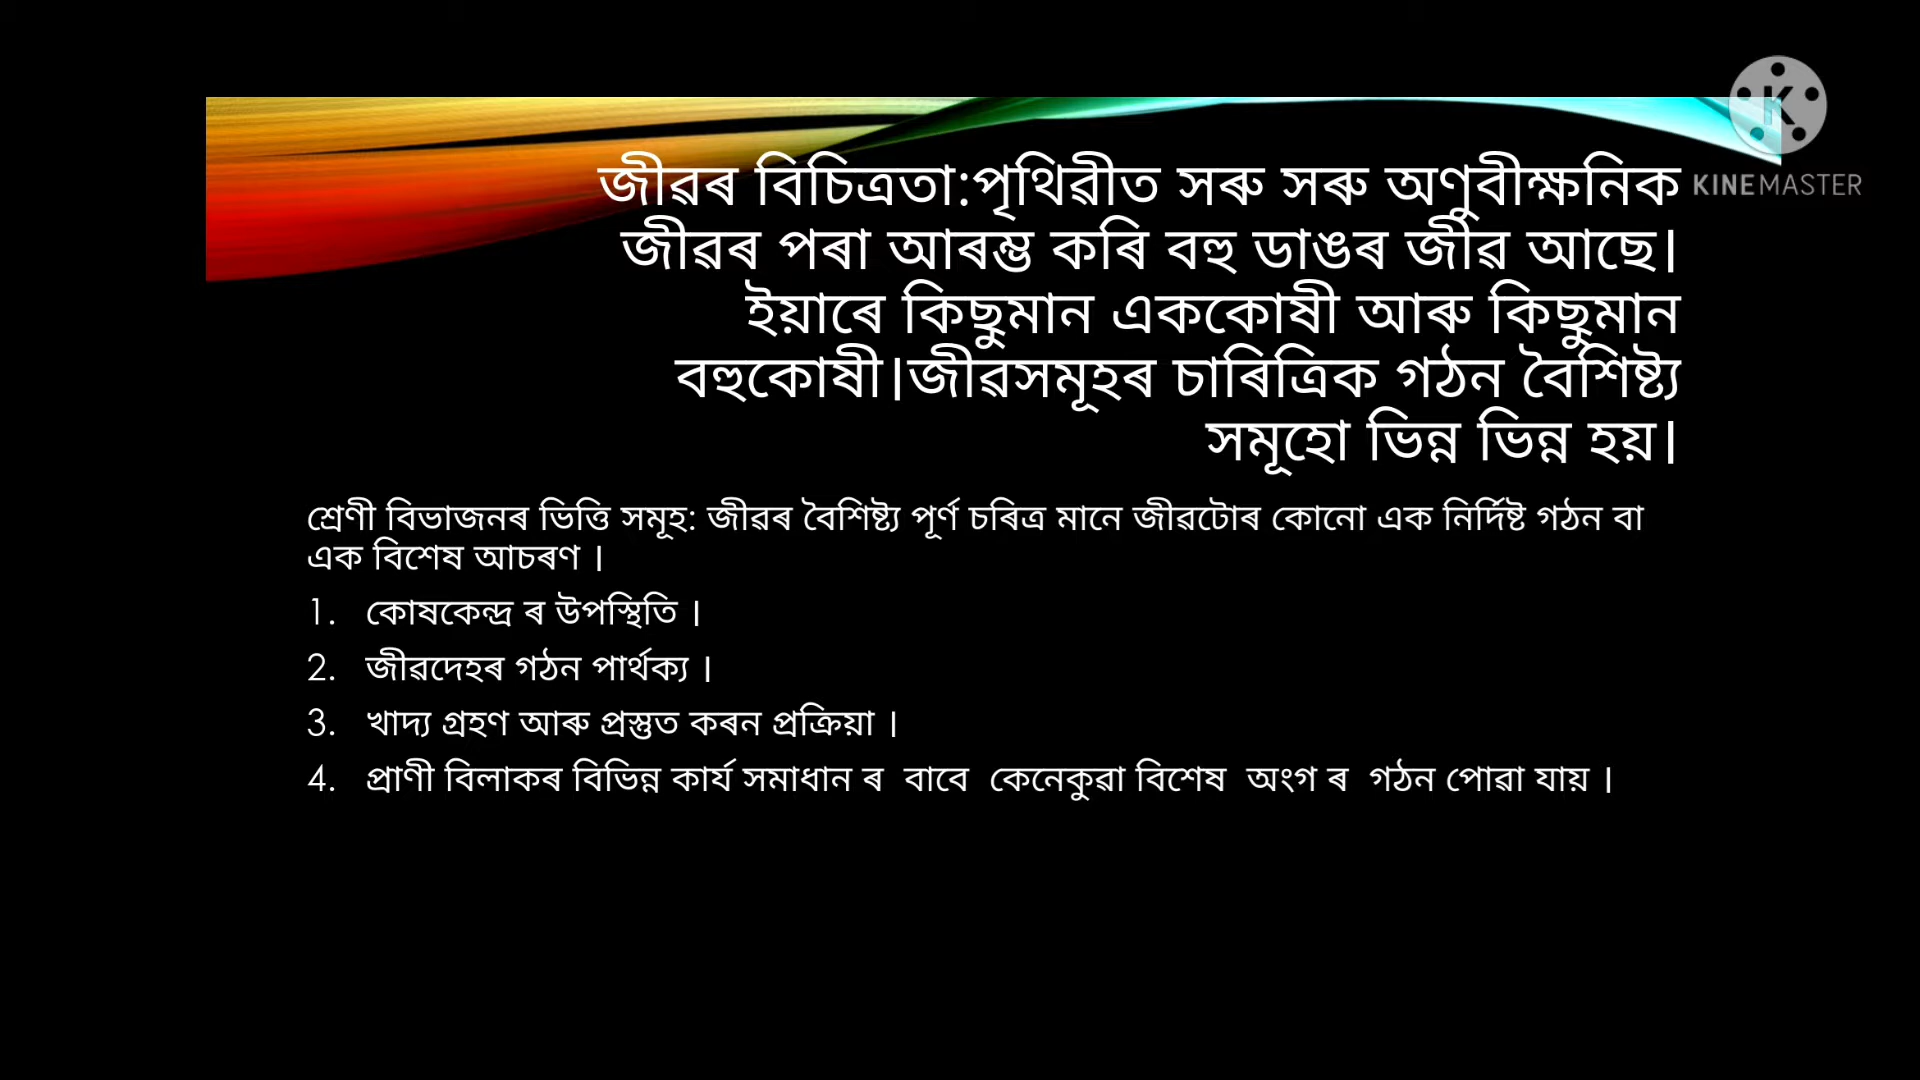 জীৱৰ বিচিত্ৰতা:পৃথিৱীত সৰু সৰু অণুবীক্ষনিক
জীৱৰ পৰা আৰম্ভ কৰি বহু ডাঙৰ জীৱ আছে।
ইয়াৰে কিছুমান এককোষী আৰু কিছুমান
বহুকোষী।জীৱসমূহৰ চাৰিত্ৰিক গঠন বৈশিষ্ট্য
সমূহো ভিন্ন ভিন্ন হয়।
শ্ৰেণী বিভাজনৰ ভিত্তি সমূহ: জীৱৰ বৈশিষ্ট্য পূৰ্ণ চৰিত্ৰ মানে জীৱটোৰ কোনো এক নিৰ্দিষ্ট গঠন বা
এক বিশেষ আচৰণ ।
1. কোষকেন্দ্ৰ ৰ উপস্থিতি ।
2. জীৱদেহৰ গঠন পাৰ্থক্য ।
3. খাদ্য গ্ৰহণ আৰু প্ৰস্তুত কৰন প্ৰক্ৰিয়া ।
4. প্ৰাণী বিলাকৰ বিভিন্ন কাৰ্য সমাধান ৰ বাবে কেনেকুৱা বিশেষ অংগ ৰ গঠন পোৱা যায় ।
K
KINEMASTER